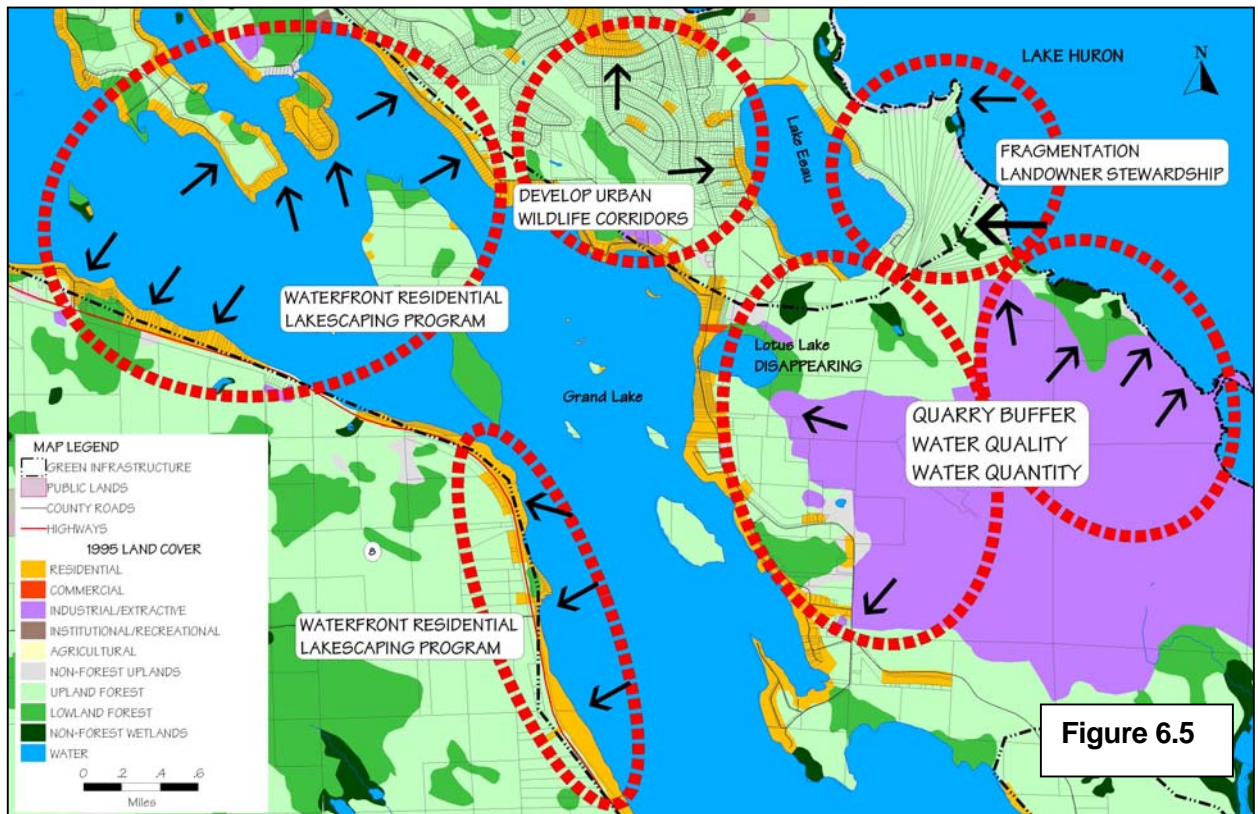 LAKE HURON
N
Lake Esau
FRAGMENTATION
LANDOWNER STEWARDSHIP
DEVELOP URBAN
WILDLIFE CORRIDORS
WATERFRONT RESIDENTIAL
LAKESCAPING PROGRAM
Lotus Lake
DISAPPEARING
Grand Lake
QUARRY BUFFER
WATER QUALITY
WATER QUANTITY
MAP LEGEND
GREEN INFRASTRUCTURE
PUBLIC LANDS
COUNTY ROADS
HIGHWAYS
1995 LAND COVER
RESIDENTIAL
COMMERCIAL
INDUSTRIAL/EXTRACTIVE
INSTITUTIONAL/RECREATIONAL
AGRICULTURAL
NON-FOREST UPLANDS
UPLAND FOREST
LOWLAND FOREST
NON-FOREST WETLANDS
WATER
0 .2 .4 .6
Miles
8
WATERFRONT RESIDENTIAL
LAKESCAPING PROGRAM
Figure 6.5